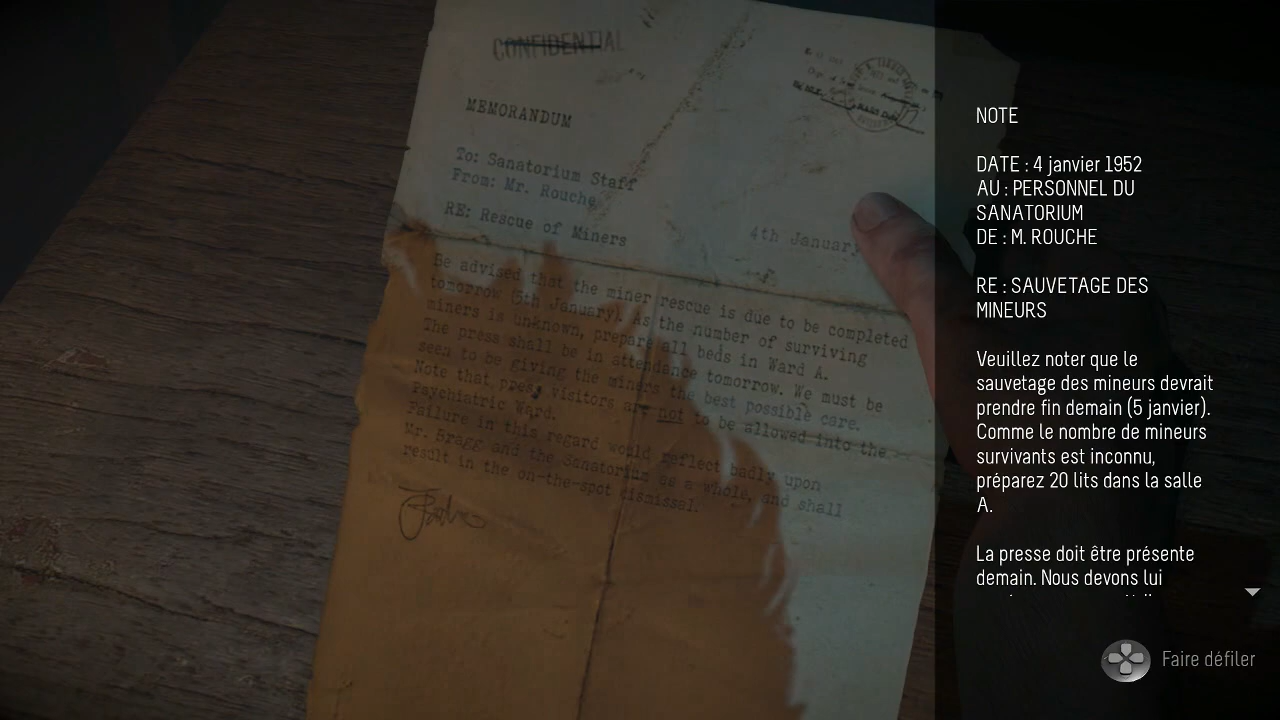 CONFIDENTIAL
MEMORANDUM
To: Sanatorium Staff
From: Mr. Rouche
RE: Rescue of Miners
4th January
Be advised that the miner rescue is due to be completed
tomorrow (5th January). As the number of surviving
miners is unknown, prepare all beds in Ward A.
The press shall be in attendance tomorrow. We must be
seen to be giving the miners the best possible care.
Note that press visitors are not to be allowed into the
Psychiatric Ward.
Failure in this regard would reflect badly upon
Mr. Bragg and the Sanatorium as a whole, and shall
result in the on-the-spot dismissal.
NOTE
DATE : 4 janvier 1952
AU : PERSONNEL DU
SANATORIUM
DE : M. ROUCHE
RE : SAUVETAGE DES
MINEURS
Veuillez noter que le
sauvetage des mineurs devrait
prendre fin demain (5 janvier).
Comme le nombre de mineurs
survivants est inconnu,
préparez 20 lits dans la salle
A.
La presse doit être présente
demain. Nous devons lui
Faire défiler